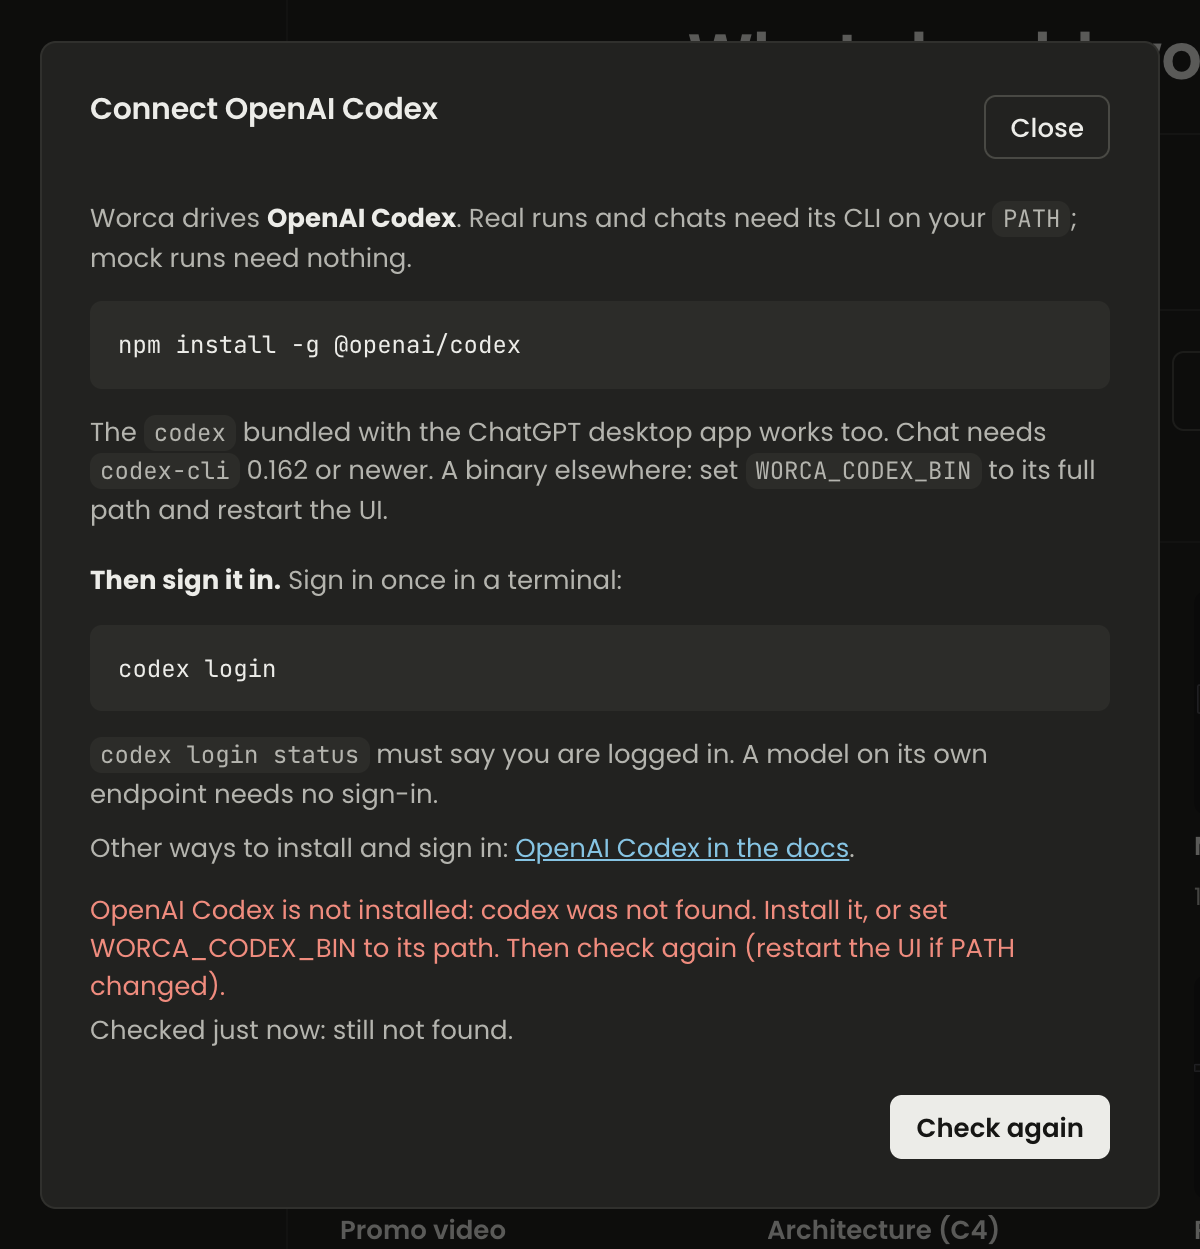 Connect OpenAI Codex
Close
Worca drives OpenAI Codex. Real runs and chats need its CLI on your PATH;
mock runs need nothing.
npm install -g @openai/codex
The codex bundled with the ChatGPT desktop app works too. Chat needs
codex-cli 0.162 or newer. A binary elsewhere: set WORCA_CODEX_BIN to its full
path and restart the UI.
Then sign it in. Sign in once in a terminal:
codex login
codex login status must say you are logged in. A model on its own
endpoint needs no sign-in.
Other ways to install and sign in: OpenAI Codex in the docs.
OpenAI Codex is not installed: codex was not found. Install it, or set
WORCA_CODEX_BIN to its path. Then check again (restart the UI if PATH
changed).
Checked just now: still not found.
Check again
Promo video
Architecture (C4)